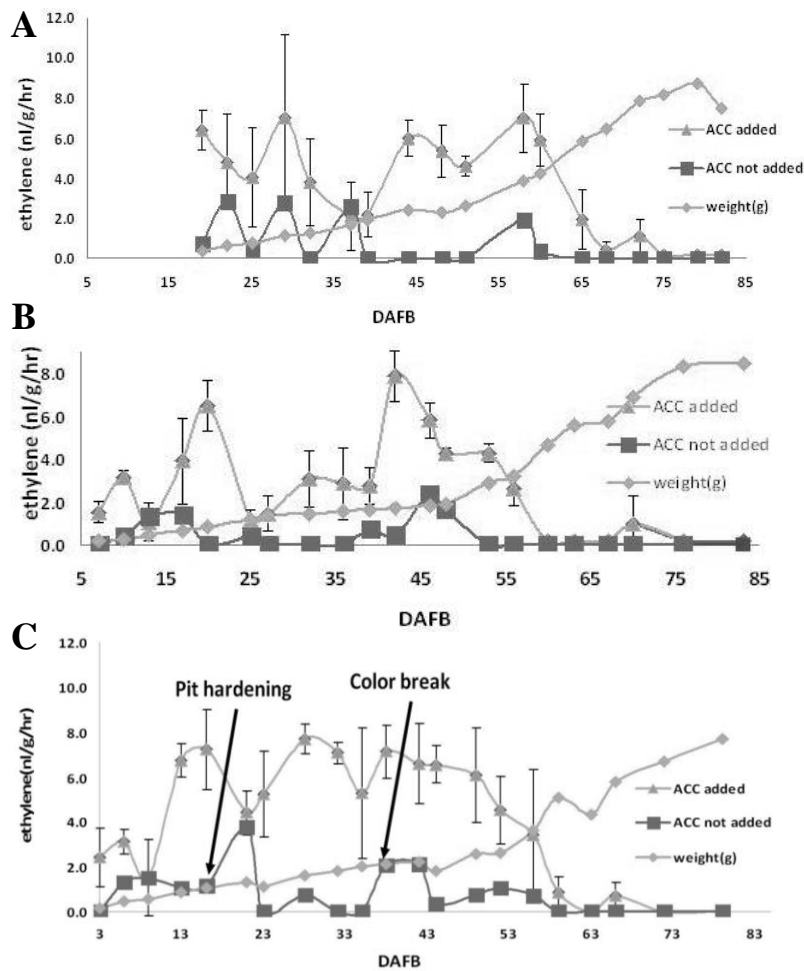 A
12.0
10.0
8.0
6.0
4.0
2.0
0.0
ethylene (nl/g/hr)
ACC added
ACC not added
weight(g)
5 15 25 35 45 55 65 75 85
DAFB
B
8.0
6.0
4.0
2.0
0.0
ethylene (nl/g/hr)
ACC added
ACC not added
weight(g)
5 15 25 35 45 55 65 75 85
DAFB
C
12.0
10.0
8.0
6.0
4.0
2.0
0.0
ethylene(nl/g/hr)
Pit hardening
Color break
ACC added
ACC not added
weight(g)
3 13 23 33 43 53 63 73 83
DAFB